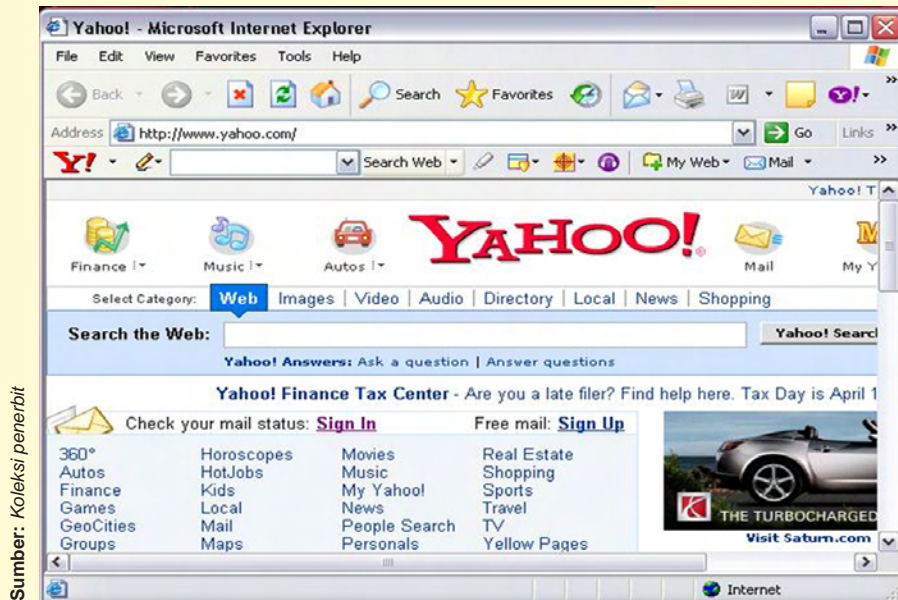 Yahoo! - Microsoft Internet Explorer
File Edit View Favorites Tools Help
Back Search Favorites
Address http://www.yahoo.com/ Go Links
Y! Search Web My Web Mail
Yahoo! T
Finance Music Autos YAHOO! Mail My Y
Select Category: Web Images | Video | Audio | Directory | Local | News | Shopping
Search the Web: Yahoo! Searc
Yahoo! Answers: Ask a question | Answer questions
Yahoo! Finance Tax Center - Are you a late filer? Find help here. Tax Day is April 1
Check your mail status: Sign In Free mail: Sign Up
360° Horoscopes Movies Real Estate
Autos HotJobs Music Shopping
Finance Kids My Yahoo! Sports
Games Local News Travel
GeoCities Mail People Search TV
Groups Maps Personals Yellow Pages
THE TURBOCHARGED
Visit Saturn.com
Internet
Sumber: Koleksi penerbit